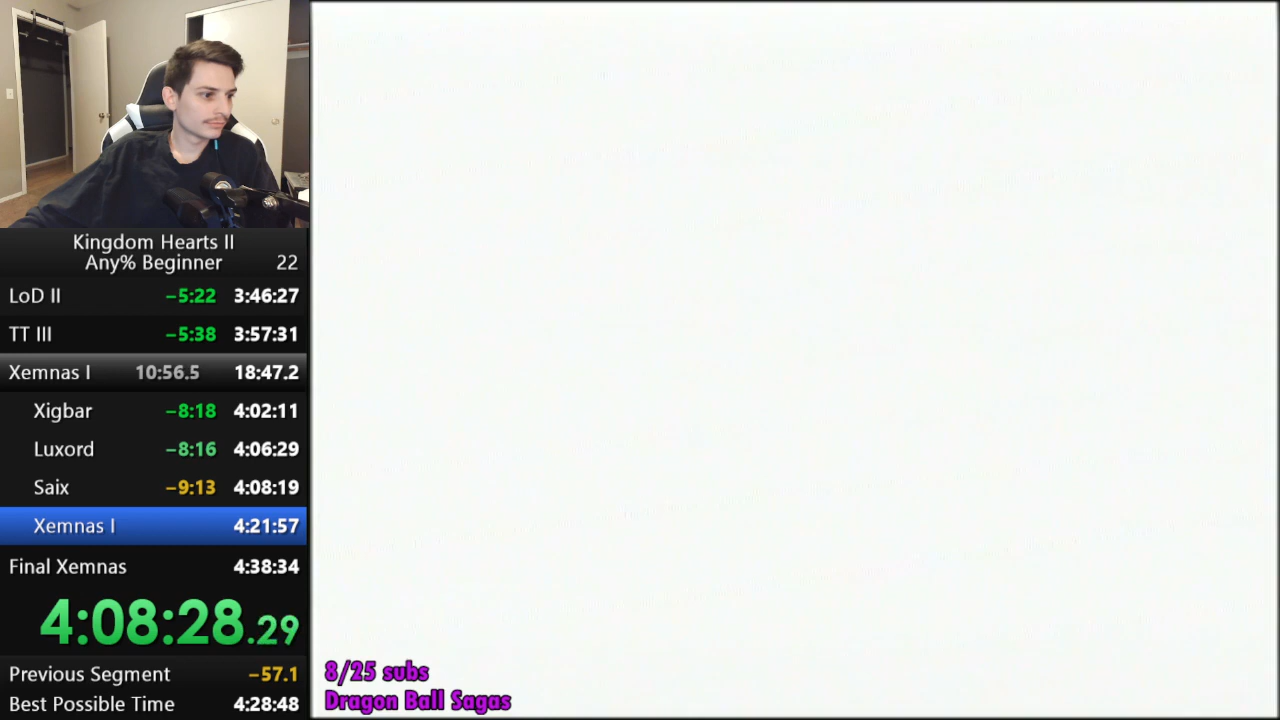 Kingdom Hearts II
Any% Beginner 22
LoD II -5:22 3:46:27
TT III -5:38 3:57:31
Xemnas I 10:56.5 18:47.2
Xigbar -8:18 4:02:11
Luxord -8:16 4:06:29
Saix -9:13 4:08:19
Xemnas I 4:21:57
Final Xemnas 4:38:34
4:08:28.29
Previous Segment -57.1
Best Possible Time 4:28:48
8/25 subs
Dragon Ball Sagas